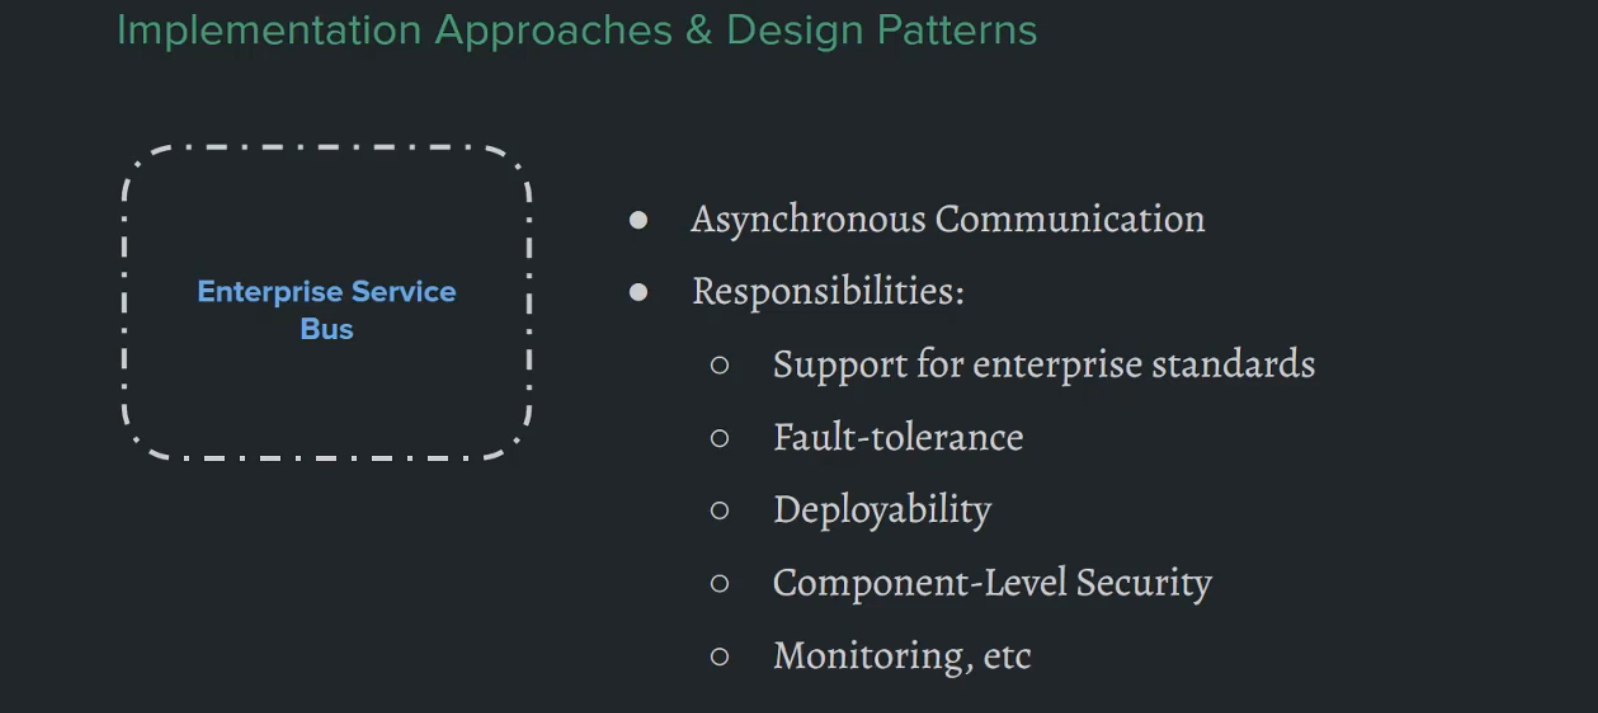 Implementation Approaches & Design Patterns
Enterprise Service
Bus
● Asynchronous Communication
● Responsibilities:
○ Support for enterprise standards
○ Fault-tolerance
○ Deployability
○ Component-Level Security
○ Monitoring, etc